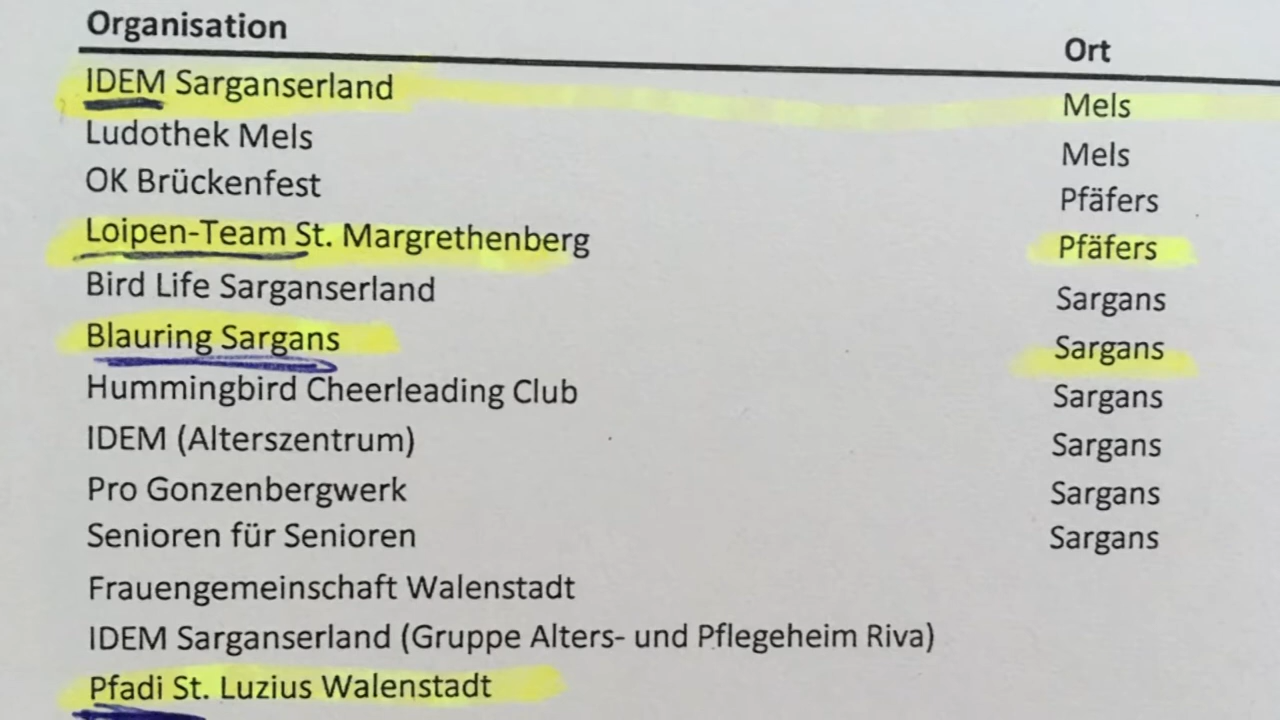 Organisation Ort
IDEM Sarganserland Mels
Ludothek Mels Mels
OK Brückenfest Pfäfers
Loipen-Team St. Margrethenberg Pfäfers
Bird Life Sarganserland Sargans
Blauring Sargans Sargans
Hummingbird Cheerleading Club Sargans
IDEM (Alterszentrum) Sargans
Pro Gonzenbergwerk Sargans
Senioren für Senioren Sargans
Frauengemeinschaft Walenstadt
IDEM Sarganserland (Gruppe Alters- und Pflegeheim Riva)
Pfadi St. Luzius Walenstadt